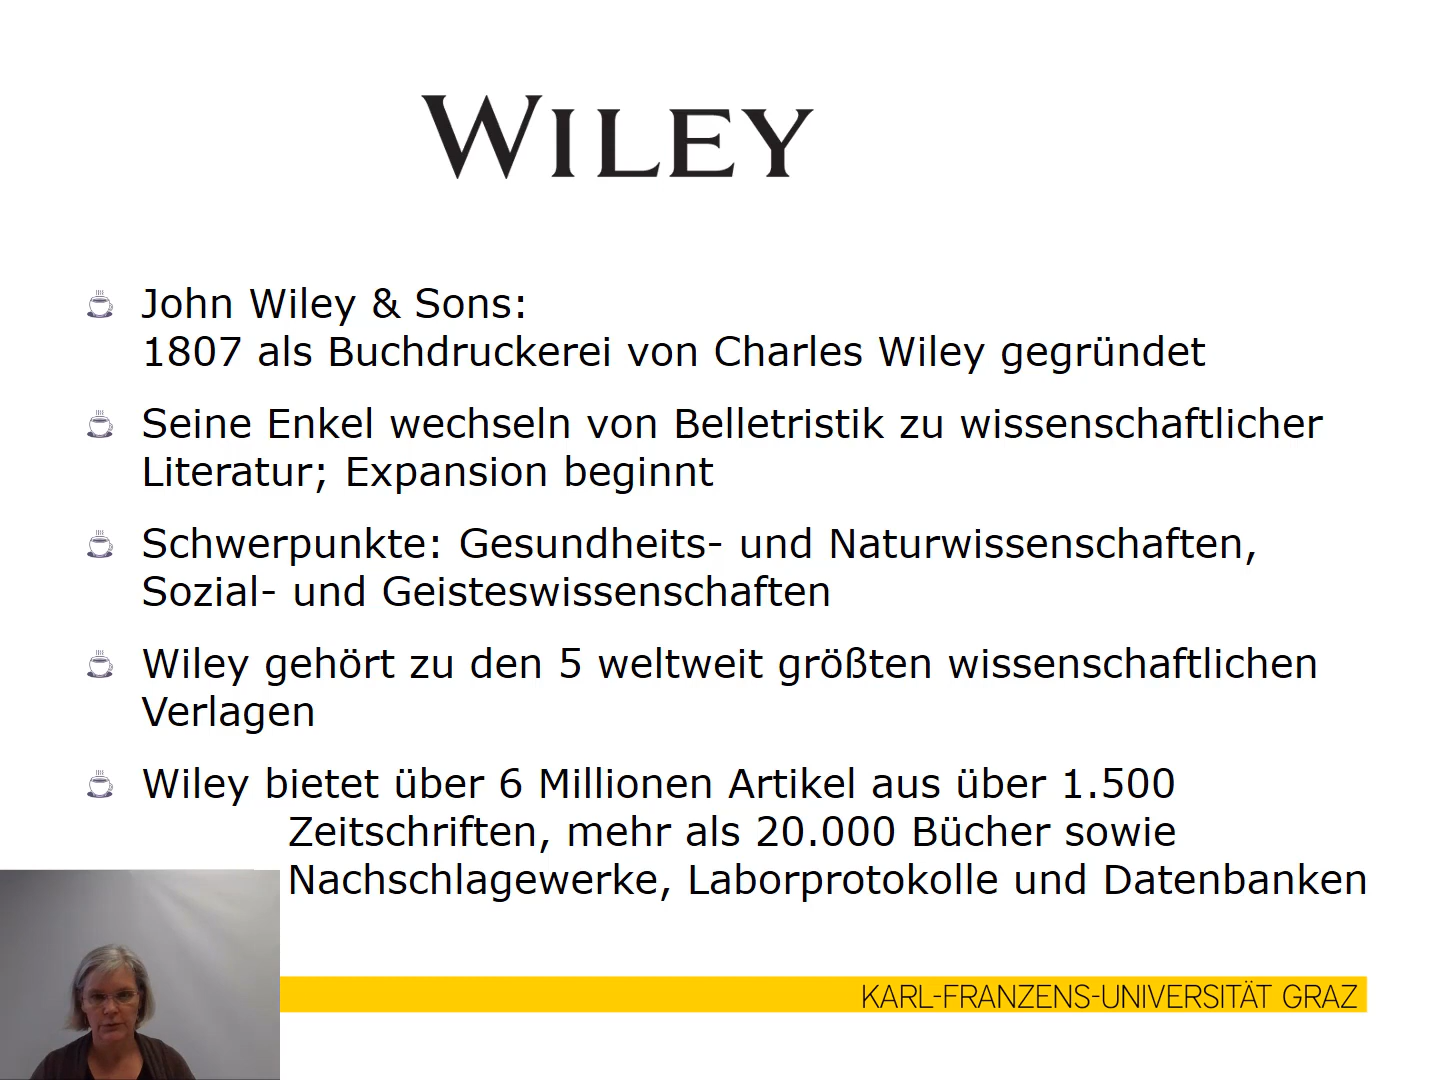 WILEY
John Wiley & Sons:
1807 als Buchdruckerei von Charles Wiley gegründet
Seine Enkel wechseln von Belletristik zu wissenschaftlicher
Literatur; Expansion beginnt
Schwerpunkte: Gesundheits- und Naturwissenschaften,
Sozial- und Geisteswissenschaften
Wiley gehört zu den 5 weltweit größten wissenschaftlichen
Verlagen
Wiley bietet über 6 Millionen Artikel aus über 1.500
Zeitschriften, mehr als 20.000 Bücher sowie
Nachschlagewerke, Laborprotokolle und Datenbanken
KARL-FRANZENS-UNIVERSITÄT GRAZ